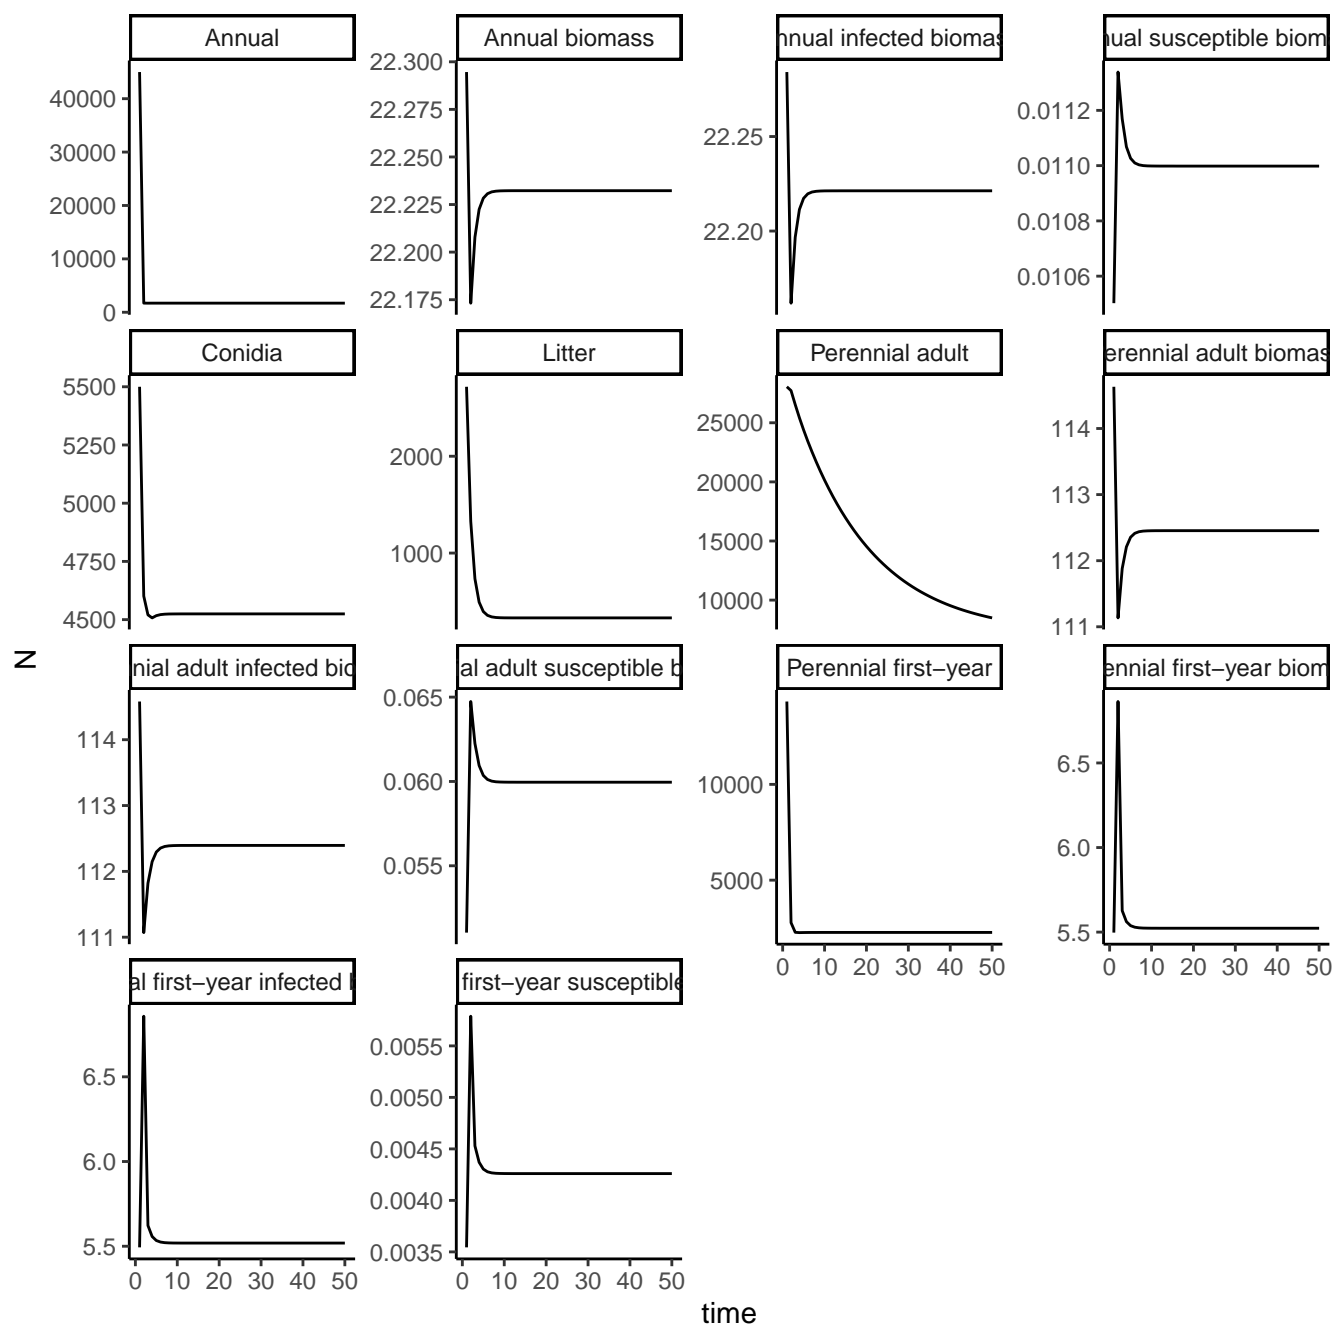 Annual
Annual biomass
nnual infected biomas
nual susceptible biom
40000
30000
20000
10000
0
22.300
22.275
22.250
22.225
22.200
22.175
22.25
22.20
0.0112
0.0110
0.0108
0.0106
Conidia
Litter
Perennial adult
erennial adult biomas
5500
5250
5000
4750
4500
2000
1000
25000
20000
15000
10000
114
113
112
111
nial adult infected bio
al adult susceptible b
Perennial first−year
ennial first−year biom
114
113
112
111
0.065
0.060
0.055
10000
5000
6.5
6.0
5.5
0 10 20 30 40 50
0 10 20 30 40 50
al first−year infected b
first−year susceptible
6.5
6.0
5.5
0.0055
0.0050
0.0045
0.0040
0.0035
0 10 20 30 40 50
0 10 20 30 40 50
N
time